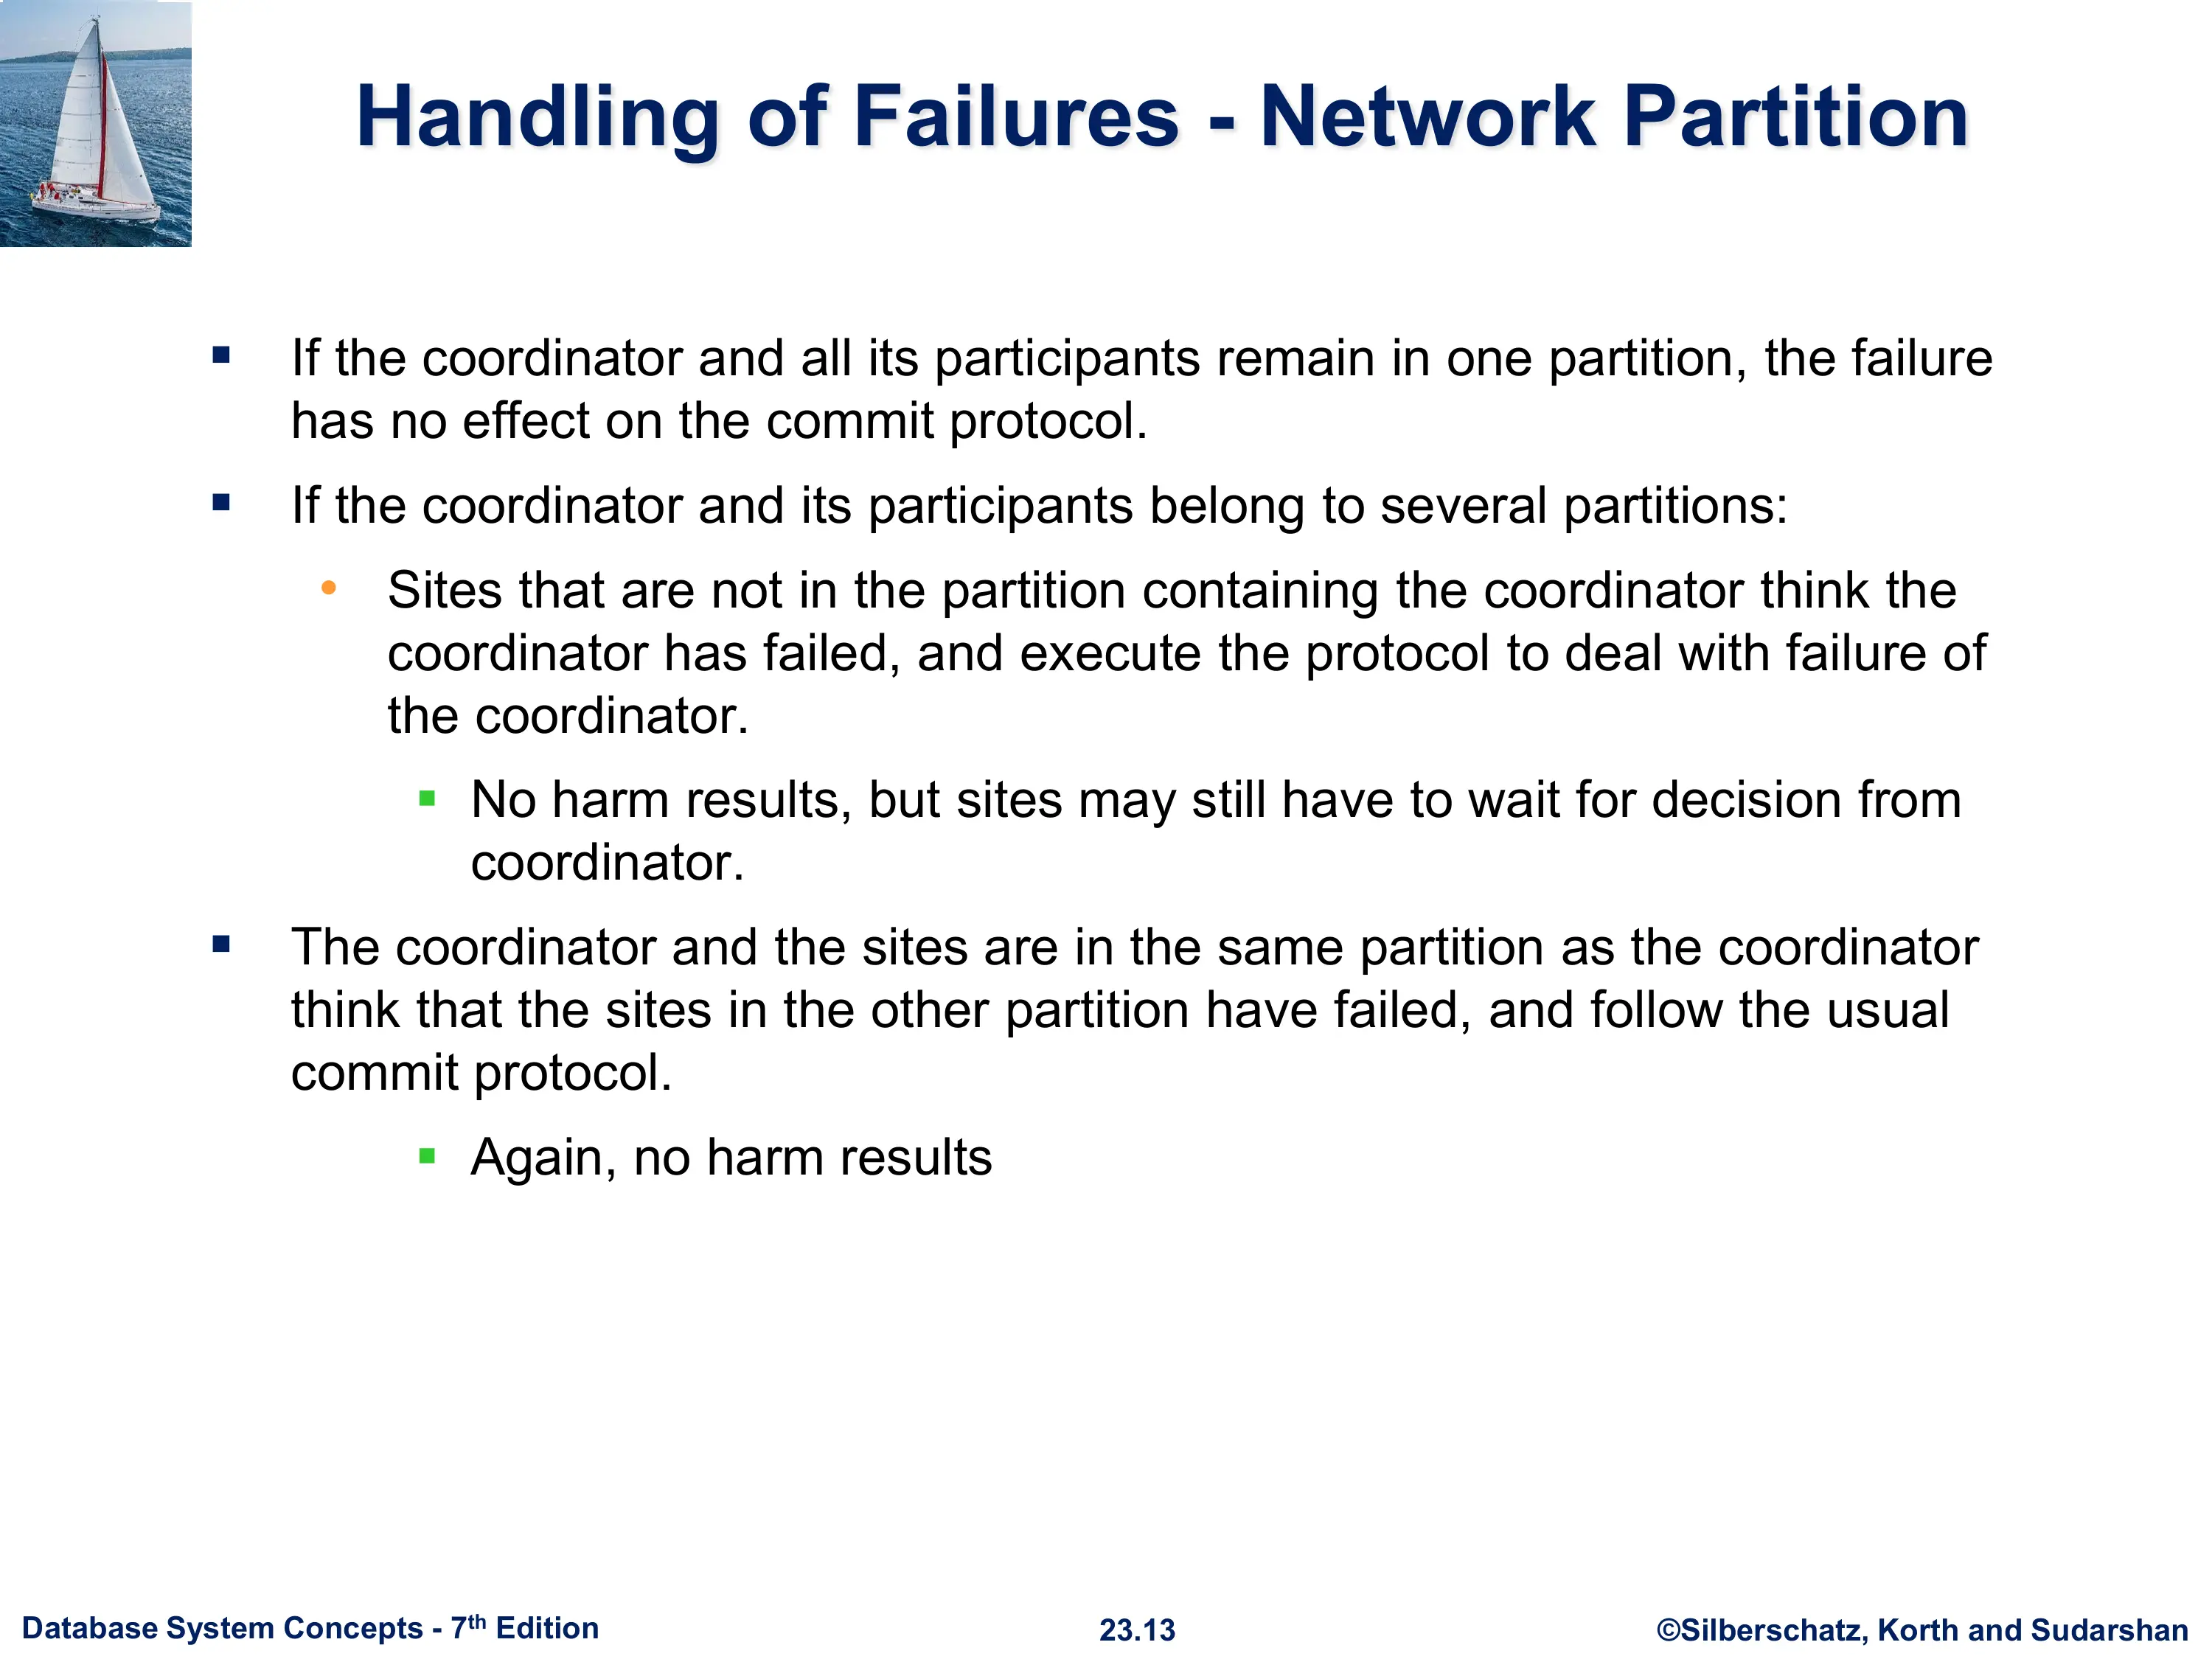 Handling of Failures - Network Partition
▪ If the coordinator and all its participants remain in one partition, the failure
has no effect on the commit protocol.
▪ If the coordinator and its participants belong to several partitions:
• Sites that are not in the partition containing the coordinator think the
coordinator has failed, and execute the protocol to deal with failure of
the coordinator.
▪ No harm results, but sites may still have to wait for decision from
coordinator.
▪ The coordinator and the sites are in the same partition as the coordinator
think that the sites in the other partition have failed, and follow the usual
commit protocol.
▪ Again, no harm results
Database System Concepts - 7th Edition
23.13
©Silberschatz, Korth and Sudarshan